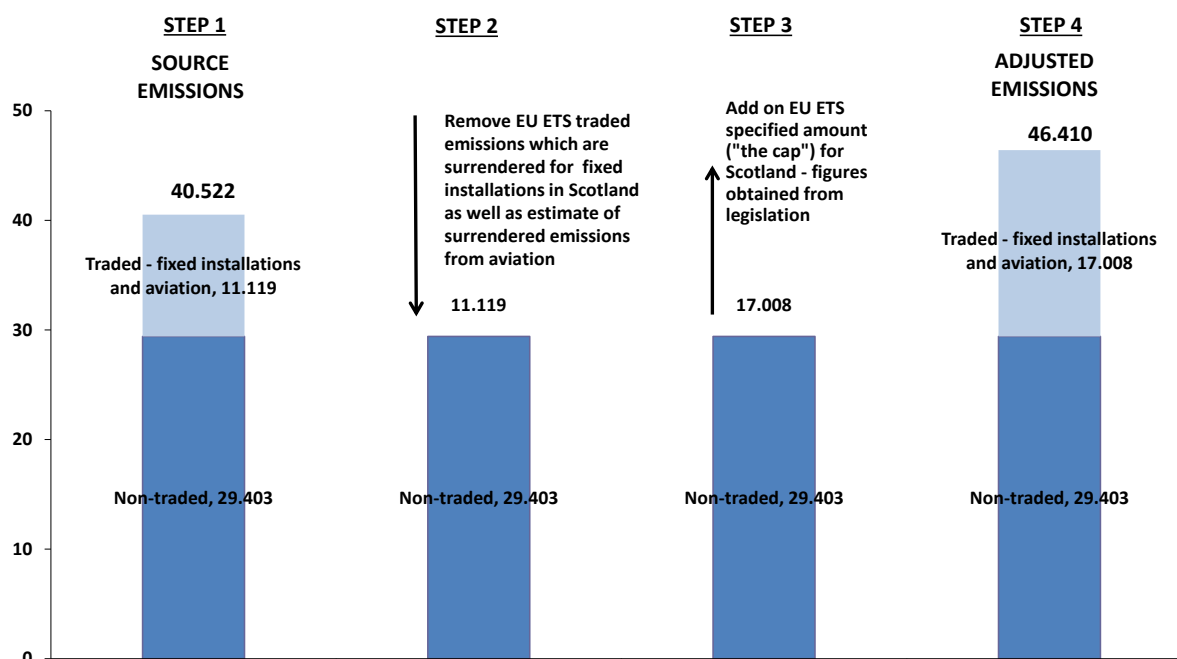 STEP 1
SOURCE
EMISSIONS
STEP 2
STEP 3
STEP 4
ADJUSTED
EMISSIONS
50
40
30
20
10
0
40.522
Traded - fixed installations
and aviation, 11.119
Non-traded, 29.403
Remove EU ETS traded
emissions which are
surrendered for fixed
installations in Scotland
as well as estimate of
surrendered emissions
from aviation
11.119
Non-traded, 29.403
Add on EU ETS
specified amount
("the cap") for
Scotland - figures
obtained from
legislation
17.008
Non-traded, 29.403
46.410
Traded - fixed installations
and aviation, 17.008
Non-traded, 29.403